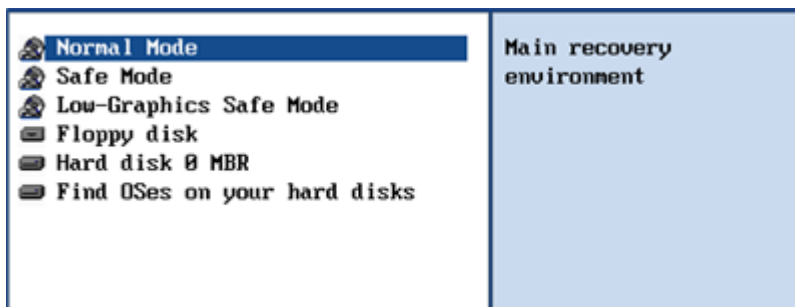 Normal Mode
Safe Mode
Low-Graphics Safe Mode
Floppy disk
Hard disk 0 MBR
Find OSes on your hard disks
Main recovery
environment